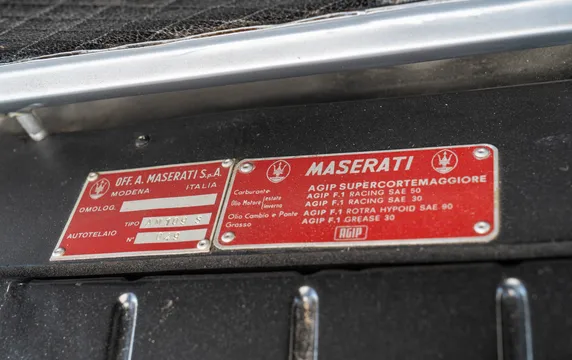 OFF. A. MASERATI S.p.A.
MODENA ITALIA
OMOLOG.
TIPO
AUTOTELAIO N°
MASERATI
Carburante AGIP SUPERCORTEMAGGIORE
Olio Motore estate AGIP F.1 RACING SAE 50
inverno AGIP F.1 RACING SAE 30
Olio Cambio e Ponte AGIP F.1 ROTRA HYPOID SAE 90
Grasso AGIP F.1 GREASE 30
AGIP